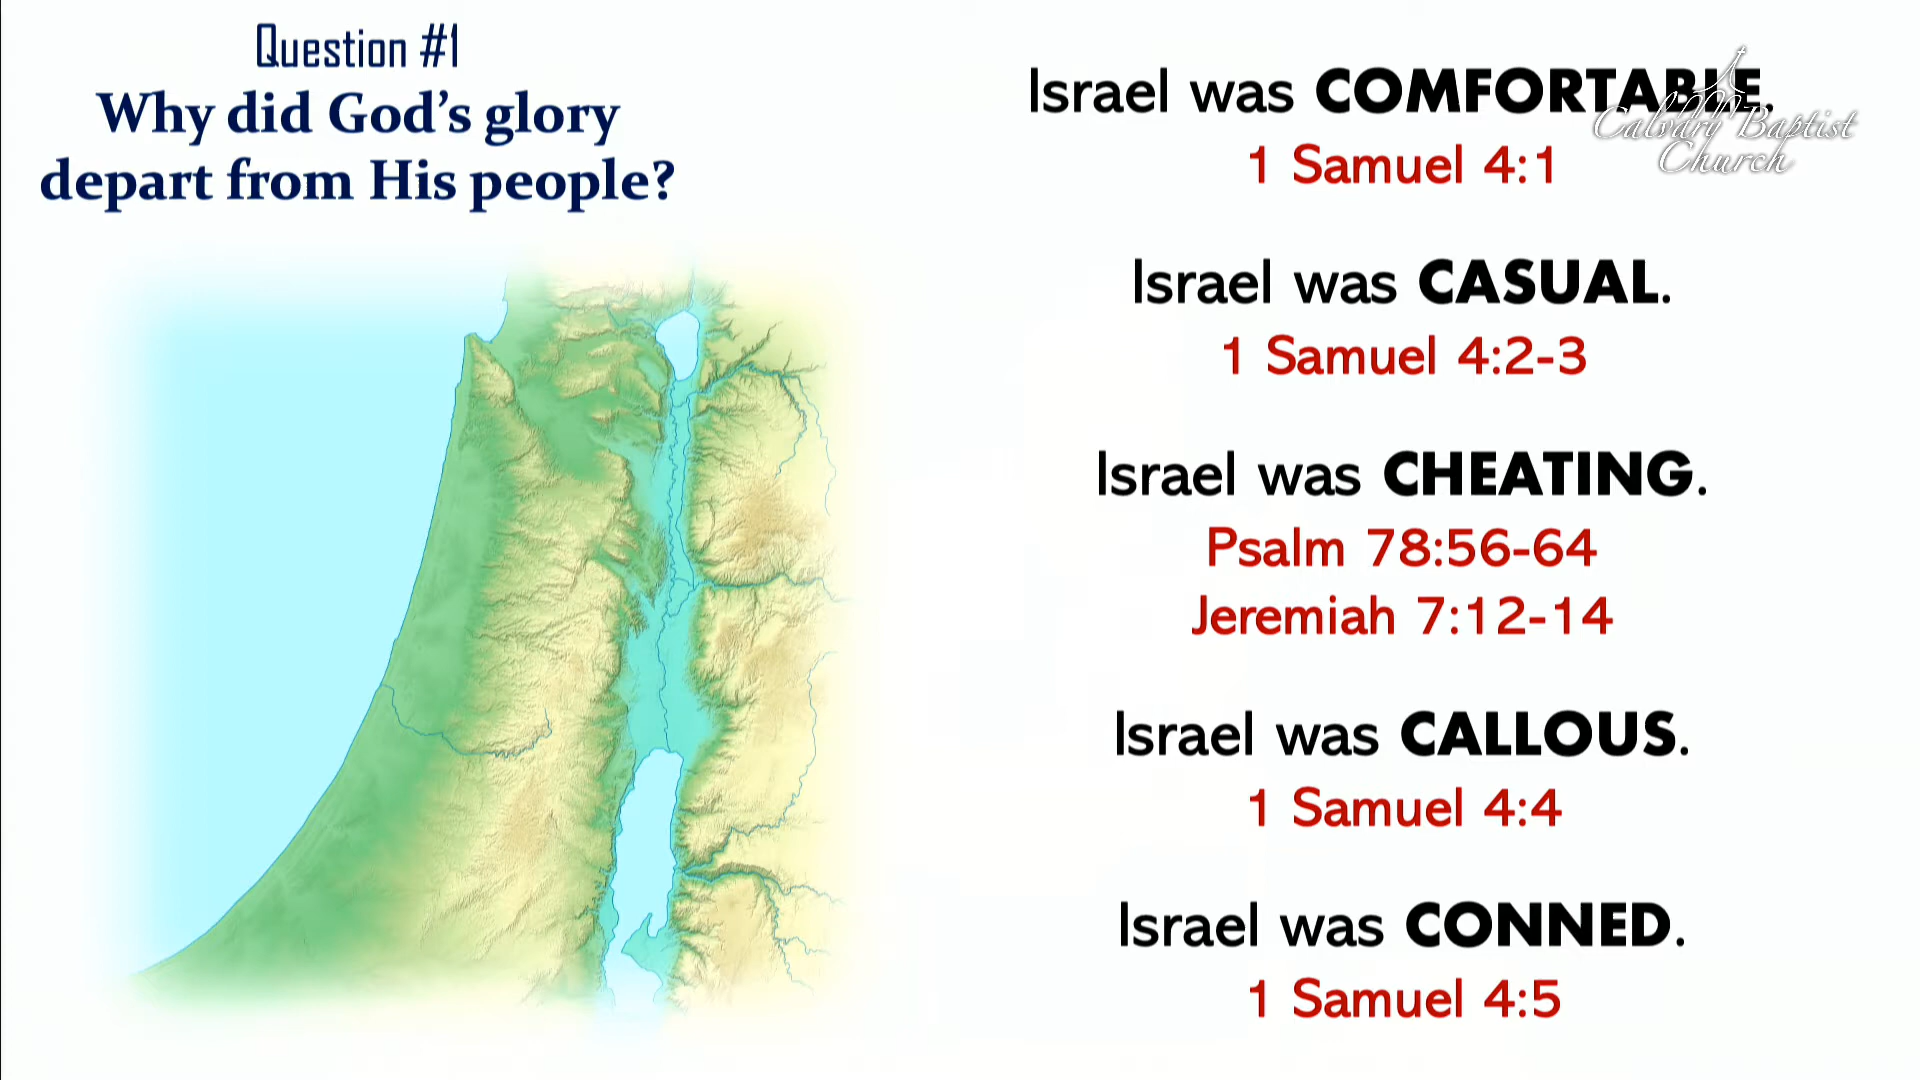 Question #1
Why did God's glory
depart from His people?
Israel was COMFORTABLE.
1 Samuel 4:1
Calvary Baptist
Church
Israel was CASUAL.
1 Samuel 4:2-3
Israel was CHEATING.
Psalm 78:56-64
Jeremiah 7:12-14
Israel was CALLOUS.
1 Samuel 4:4
Israel was CONNED.
1 Samuel 4:5